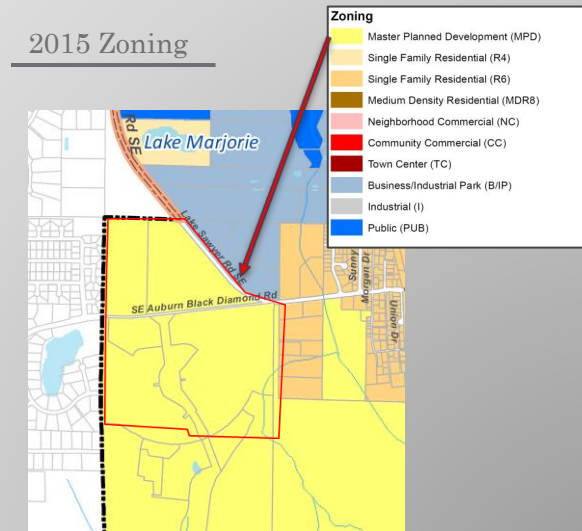 2015 Zoning
Zoning
Master Planned Development (MPD)
Single Family Residential (R4)
Single Family Residential (R6)
Medium Density Residential (MDR8)
Neighborhood Commercial (NC)
Community Commercial (CC)
Town Center (TC)
Business/Industrial Park (B/IP)
Industrial (I)
Public (PUB)
Rd SE
Lake Marjorie
Lake Sawyer Rd SE
SE Auburn Black Diamond Rd
Sunny
Morgan Dr
Union Dr